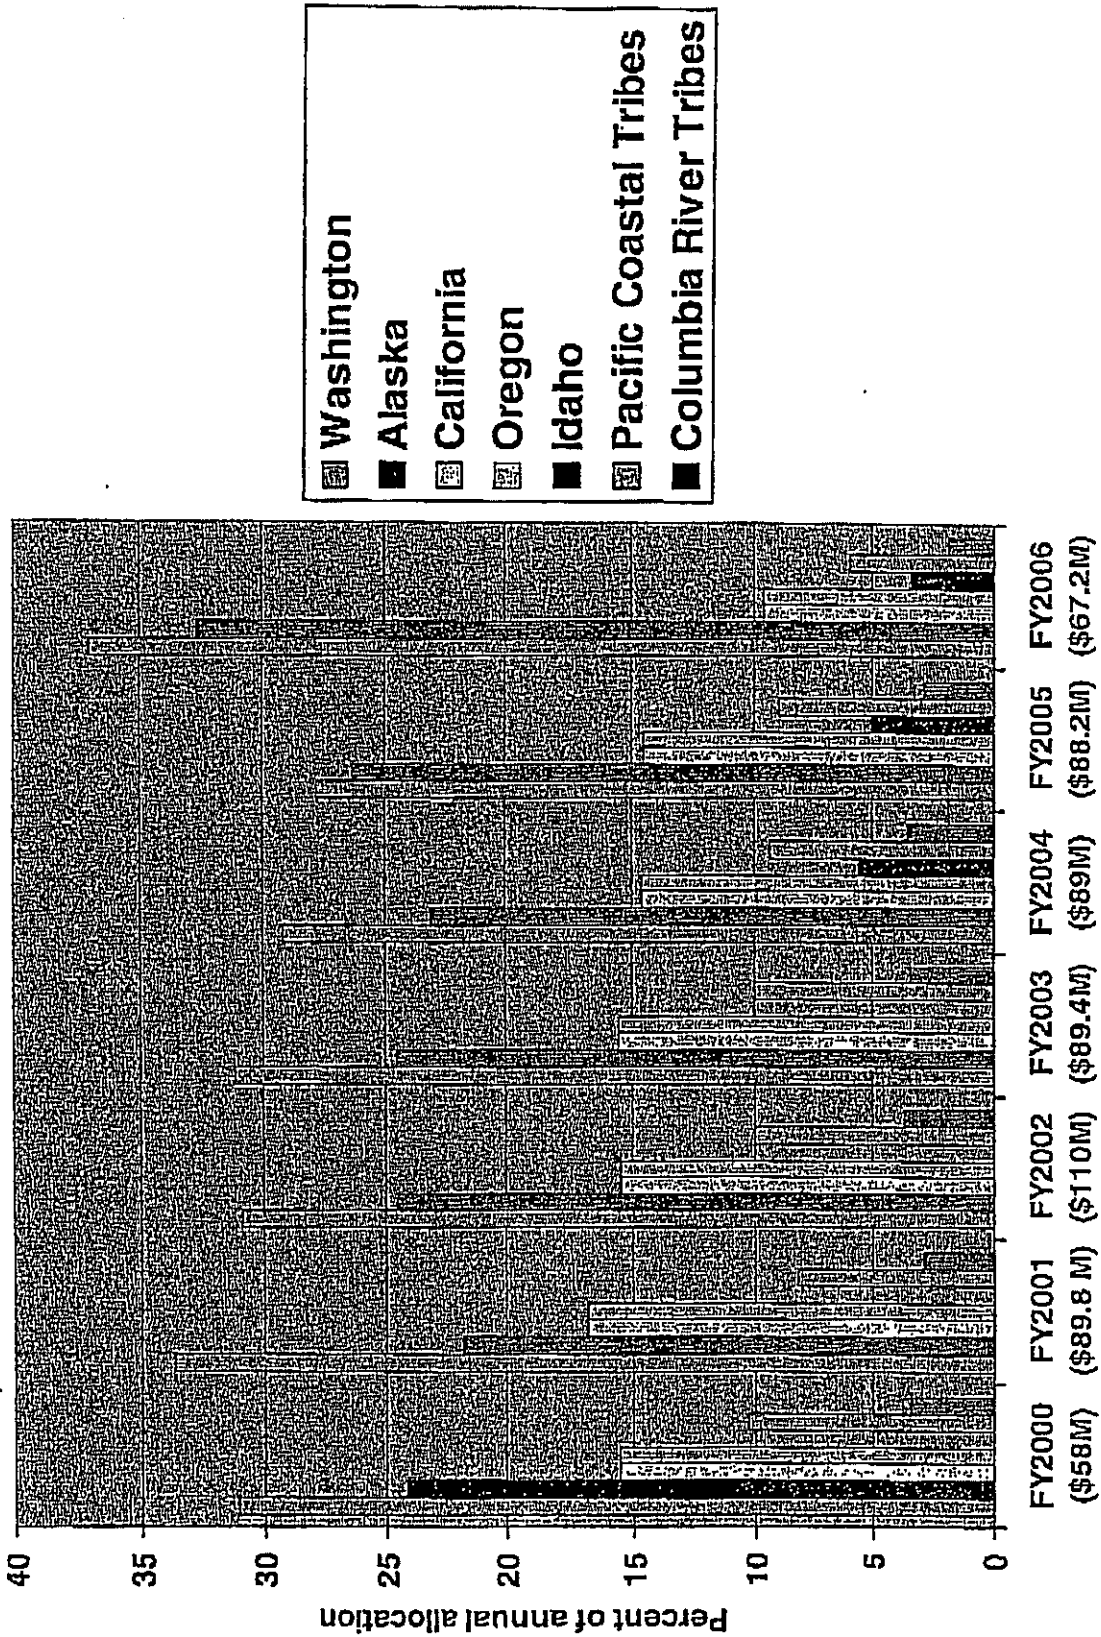 Percent of annual allocation
40
35
30
25
20
15
10
5
0
FY2000
($58M)
FY2001
($89.8 M)
FY2002
($110M)
FY2003
($89.4M)
FY2004
($89M)
FY2005
($88.2M)
FY2006
($67.2M)
Washington
Alaska
California
Oregon
Idaho
Pacific Coastal Tribes
Columbia River Tribes